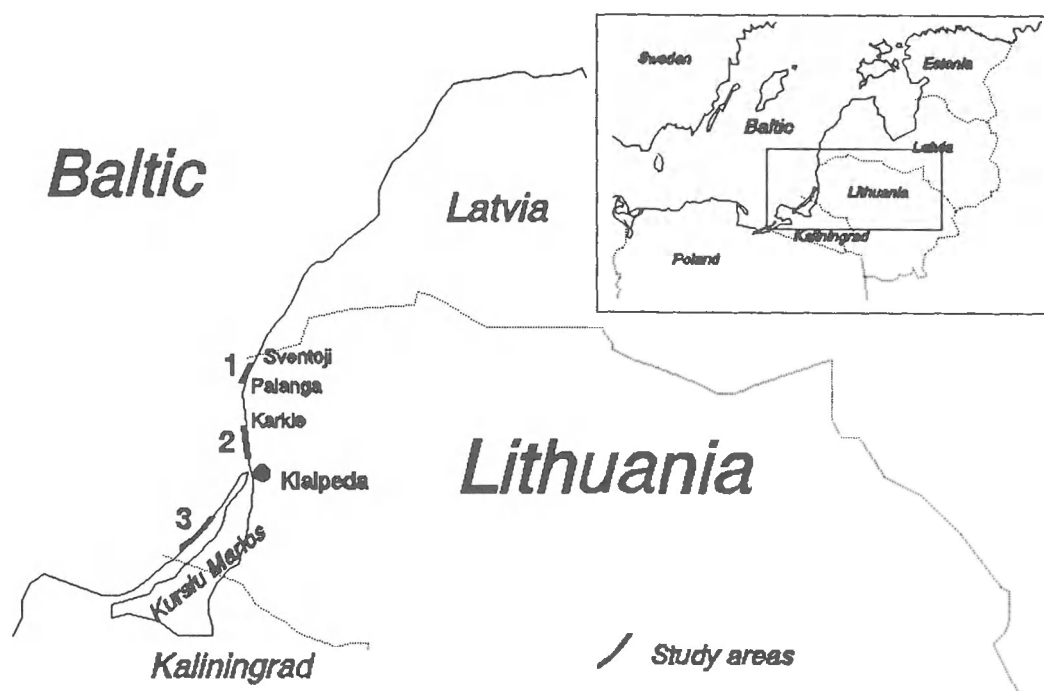 Sweden
Estonia
Baltic
Latvia
Lithuania
Kaliningrad
Poland
Baltic
Latvia
1
Sventoji
Palanga
Karkle
2
Klaipeda
Lithuania
3
Kursiu Marios
Kaliningrad
Study areas